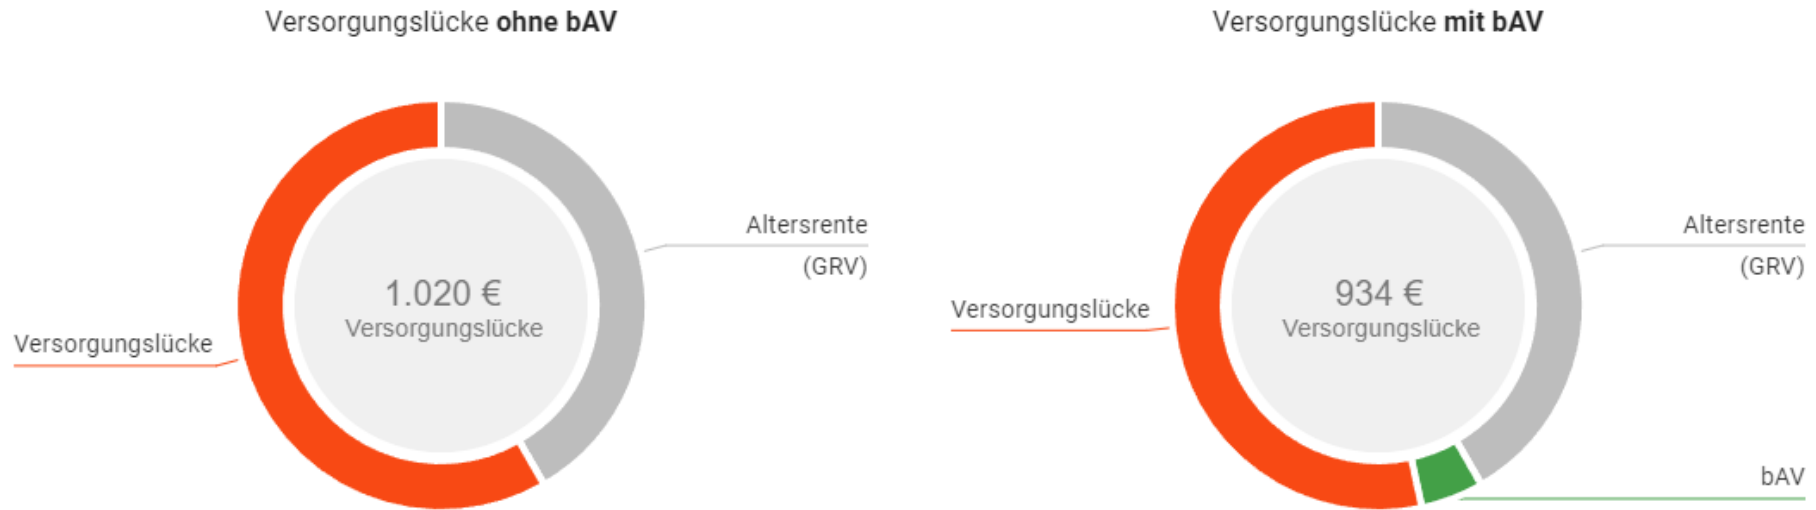 Versorgungslücke ohne bAV
1.020 €
Versorgungslücke
Altersrente
(GRV)
Versorgungslücke
Versorgungslücke mit bAV
934 €
Versorgungslücke
Altersrente
(GRV)
Versorgungslücke
bAV